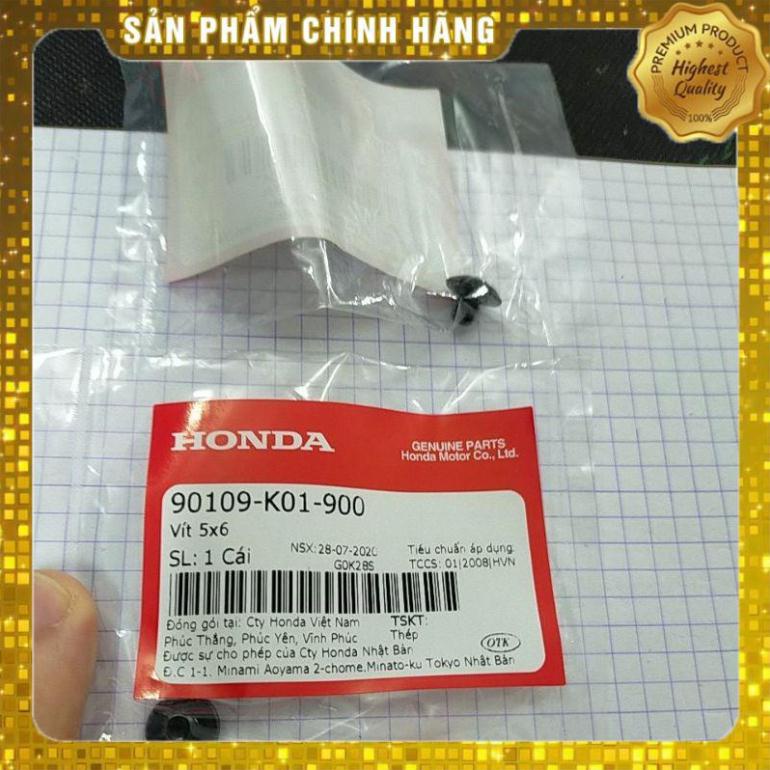 SẢN PHẨM CHÍNH HÃNG
PREMIUM PRODUCT
Highest
Quality
100%
HONDA
GENUINE PARTS
Honda Motor Co., Ltd.
90109-K01-900
Vít 5x6
SL: 1 Cái
NSX: 28-07-2020
G0K28S
Tiêu chuẩn áp dụng:
TCCS: 01|2008|HVN
Đóng gói tại: Cty Honda Việt Nam
Phúc Thắng, Phúc Yên, Vĩnh Phúc
TSKT:
Thép
Được sự cho phép của Cty Honda Nhật Bản
Đ.C 1-1. Minami Aoyama 2-chome.Minato-ku Tokyo Nhật Bản
OTK